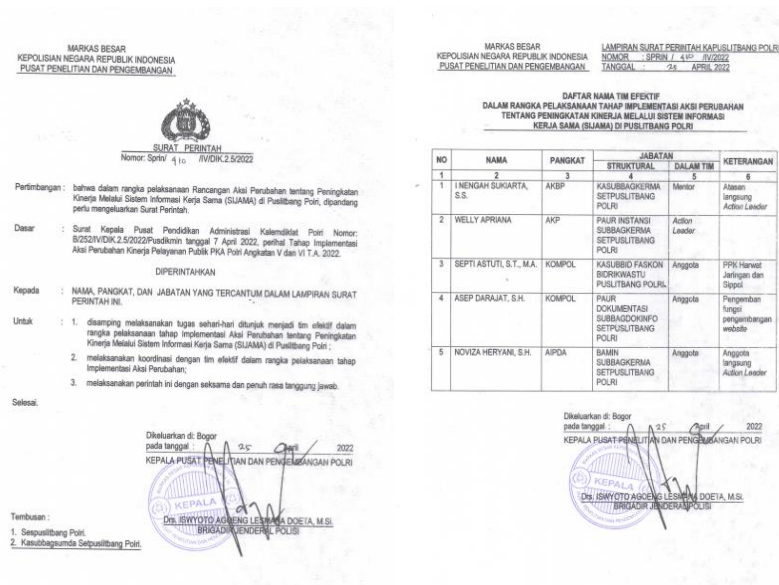 MARKAS BESAR
KEPOLISIAN NEGARA REPUBLIK INDONESIA
PUSAT PENELITIAN DAN PENGEMBANGAN
SURAT PERINTAH
Nomor: Sprin/ 410 /IV/DIK.2.5/2022
Pertimbangan : bahwa dalam rangka pelaksanaan Rancangan Aksi Perubahan tentang Peningkatan
Kinerja Melalui Sistem Informasi Kerja Sama (SIJAMA) di Puslitbang Polri, dipandang
perlu mengeluarkan Surat Perintah.
Dasar : Surat Kepala Pusat Pendidikan Administrasi Kalemdiklat Polri Nomor:
B/252/IV/DIK.2.5/2022/Pusdikmin tanggal 7 April 2022, perihal Tahap Implementasi
Aksi Perubahan Kinerja Pelayanan Publik PKA Polri Angkatan V dan VI T.A. 2022.
DIPERINTAHKAN
Kepada : NAMA, PANGKAT, DAN JABATAN YANG TERCANTUM DALAM LAMPIRAN SURAT
PERINTAH INI.
Untuk : 1. disamping melaksanakan tugas sehari-hari ditunjuk menjadi tim efektif dalam
rangka pelaksanaan tahap Implementasi Aksi Perubahan tentang Peningkatan
Kinerja Melalui Sistem Informasi Kerja Sama (SIJAMA) di Puslitbang Polri ;
2. melaksanakan koordinasi dengan tim efektif dalam rangka pelaksanaan tahap
Implementasi Aksi Perubahan;
3. melaksanakan perintah ini dengan seksama dan penuh rasa tanggung jawab.
Selesai.
Dikeluarkan di: Bogor
pada tanggal : 25 April 2022
KEPALA PUSAT PENELITIAN DAN PENGEMBANGAN POLRI
KEPALA
Drs. ISWYOTO AGOENG LESMANA DOETA, M.Si.
BRIGADIR JENDERAL POLISI
Tembusan :
1. Sespuslitbang Polri.
2. Kasubbagsumda Setpuslitbang Polri.
MARKAS BESAR
KEPOLISIAN NEGARA REPUBLIK INDONESIA
PUSAT PENELITIAN DAN PENGEMBANGAN
LAMPIRAN SURAT PERINTAH KAPUSLITBANG POLRI
NOMOR : SPRIN / 410 /IV/2022
TANGGAL : 25 APRIL 2022
DAFTAR NAMA TIM EFEKTIF
DALAM RANGKA PELAKSANAAN TAHAP IMPLEMENTASI AKSI PERUBAHAN
TENTANG PENINGKATAN KINERJA MELALUI SISTEM INFORMASI
KERJA SAMA (SIJAMA) DI PUSLITBANG POLRI
NO NAMA PANGKAT JABATAN KETERANGAN
STRUKTURAL DALAM TIM
1 2 3 4 5 6
1 I NENGAH SUKIARTA, AKBP KASUBBAGKERMA Mentor Atasan
S.S. SETPUSLITBANG langsung
POLRI Action Leader
2 WELLY APRIANA AKP PAUR INSTANSI Action
SUBBAGKERMA Leader
SETPUSLITBANG
POLRI
3 SEPTI ASTUTI, S.T., M.A. KOMPOL KASUBBID FASKON Anggota PPK Harwat
BIDRIKWASTU Jaringan dan
PUSLITBANG POLRI. Sippol
4 ASEP DARAJAT, S.H. KOMPOL PAUR Anggota Pengemban
DOKUMENTASI fungsi
SUBBAGDOKINFO pengembangan
SETPUSLITBANG website
POLRI
5 NOVIZA HERYANI, S.H. AIPDA BAMIN Anggota Anggota
SUBBAGKERMA langsung
SETPUSLITBANG Action Leader
POLRI
Dikeluarkan di: Bogor
pada tanggal : 25 April 2022
KEPALA PUSAT PENELITIAN DAN PENGEMBANGAN POLRI
KEPALA
Drs. ISWYOTO AGOENG LESMANA DOETA, M.Si.
BRIGADIR JENDERAL POLISI